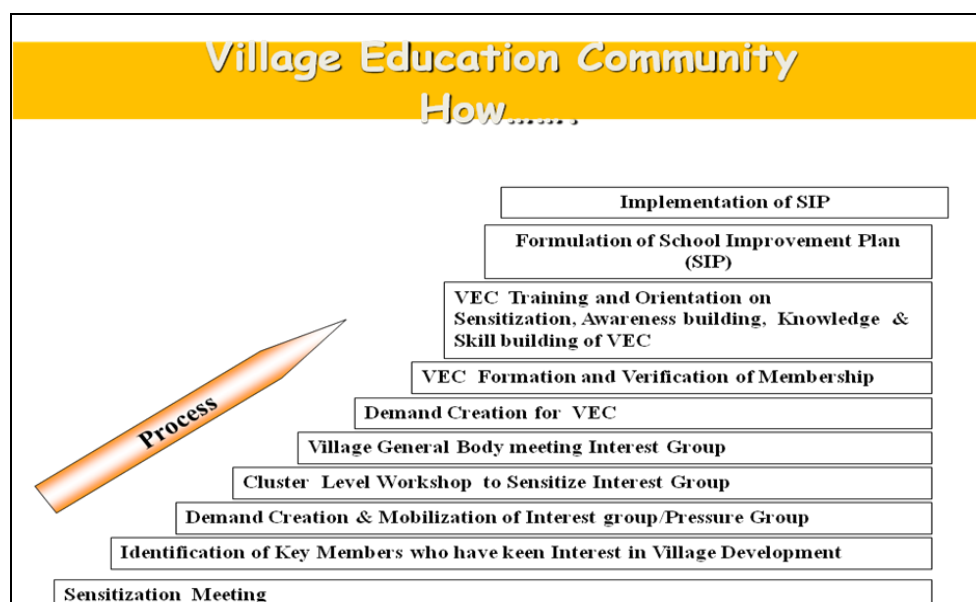 Village Education Community
How…….
Implementation of SIP
Formulation of School Improvement Plan
(SIP)
VEC Training and Orientation on
Sensitization, Awareness building, Knowledge &
Skill building of VEC
VEC Formation and Verification of Membership
Demand Creation for VEC
Village General Body meeting Interest Group
Cluster Level Workshop to Sensitize Interest Group
Demand Creation & Mobilization of Interest group/Pressure Group
Identification of Key Members who have keen Interest in Village Development
Sensitization Meeting
Process